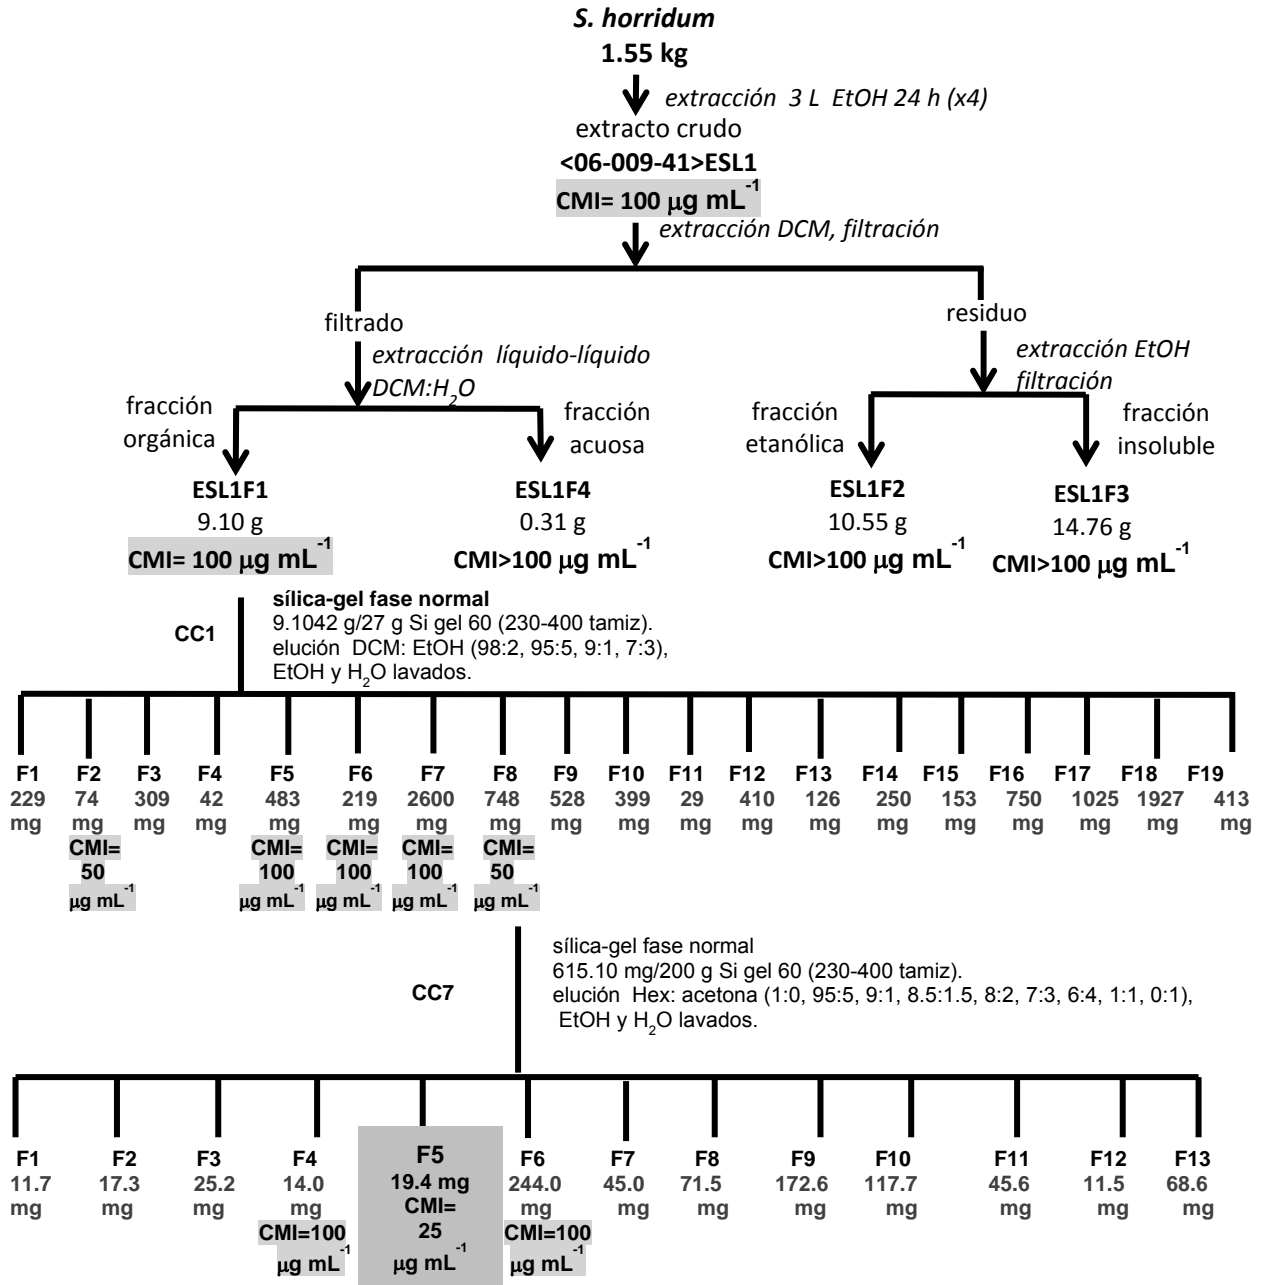 S. horridum
1.55 kg
extracción 3 L EtOH 24 h (x4)
extracto crudo
<06-009-41>ESL1
CMI= 100 µg mL⁻¹
extracción DCM, filtración
filtrado
residuo
extracción líquido-líquido
DCM:H₂O
extracción EtOH
filtración
fracción
orgánica
fracción
acuosa
fracción
etanólica
fracción
insoluble
ESL1F1
9.10 g
CMI= 100 µg mL⁻¹
ESL1F4
0.31 g
CMI>100 µg mL⁻¹
ESL1F2
10.55 g
CMI>100 µg mL⁻¹
ESL1F3
14.76 g
CMI>100 µg mL⁻¹
CC1
sílica-gel fase normal
9.1042 g/27 g Si gel 60 (230-400 tamiz).
elución DCM: EtOH (98:2, 95:5, 9:1, 7:3),
EtOH y H₂O lavados.
F1 F2 F3 F4 F5 F6 F7 F8 F9 F10 F11 F12 F13 F14 F15 F16 F17 F18 F19
229 74 309 42 483 219 2600 748 528 399 29 410 126 250 153 750 1025 1927 413
mg mg mg mg mg mg mg mg mg mg mg mg mg mg mg mg mg mg mg
CMI= CMI= CMI= CMI= CMI=
50 100 100 100 50
µg mL⁻¹ µg mL⁻¹ µg mL⁻¹ µg mL⁻¹ µg mL⁻¹
CC7
sílica-gel fase normal
615.10 mg/200 g Si gel 60 (230-400 tamiz).
elución Hex: acetona (1:0, 95:5, 9:1, 8.5:1.5, 8:2, 7:3, 6:4, 1:1, 0:1),
EtOH y H₂O lavados.
F1 F2 F3 F4 F5 F6 F7 F8 F9 F10 F11 F12 F13
11.7 17.3 25.2 14.0 19.4 mg 244.0 45.0 71.5 172.6 117.7 45.6 11.5 68.6
mg mg mg mg CMI= mg mg mg mg mg mg mg mg
CMI=100 25 CMI=100
µg mL⁻¹ µg mL⁻¹ µg mL⁻¹